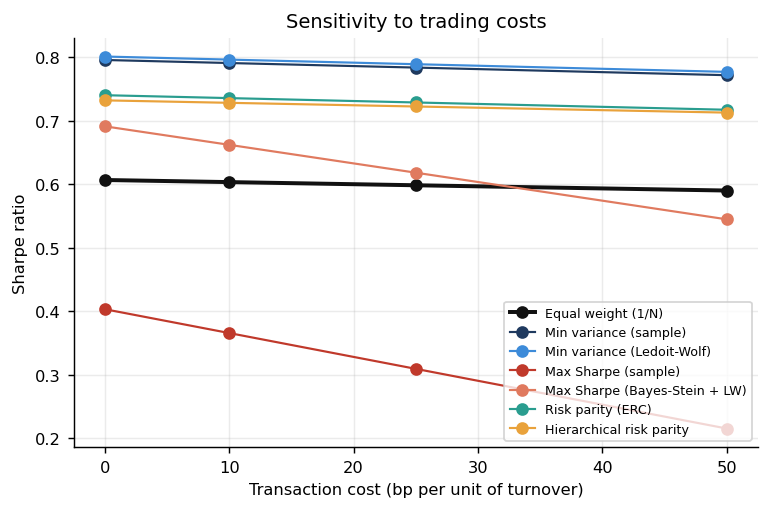 Sensitivity to trading costs
0.8
0.7
0.6
0.5
0.4
0.3
0.2
Sharpe ratio
Equal weight (1/N)
Min variance (sample)
Min variance (Ledoit-Wolf)
Max Sharpe (sample)
Max Sharpe (Bayes-Stein + LW)
Risk parity (ERC)
Hierarchical risk parity
0 10 20 30 40 50
Transaction cost (bp per unit of turnover)